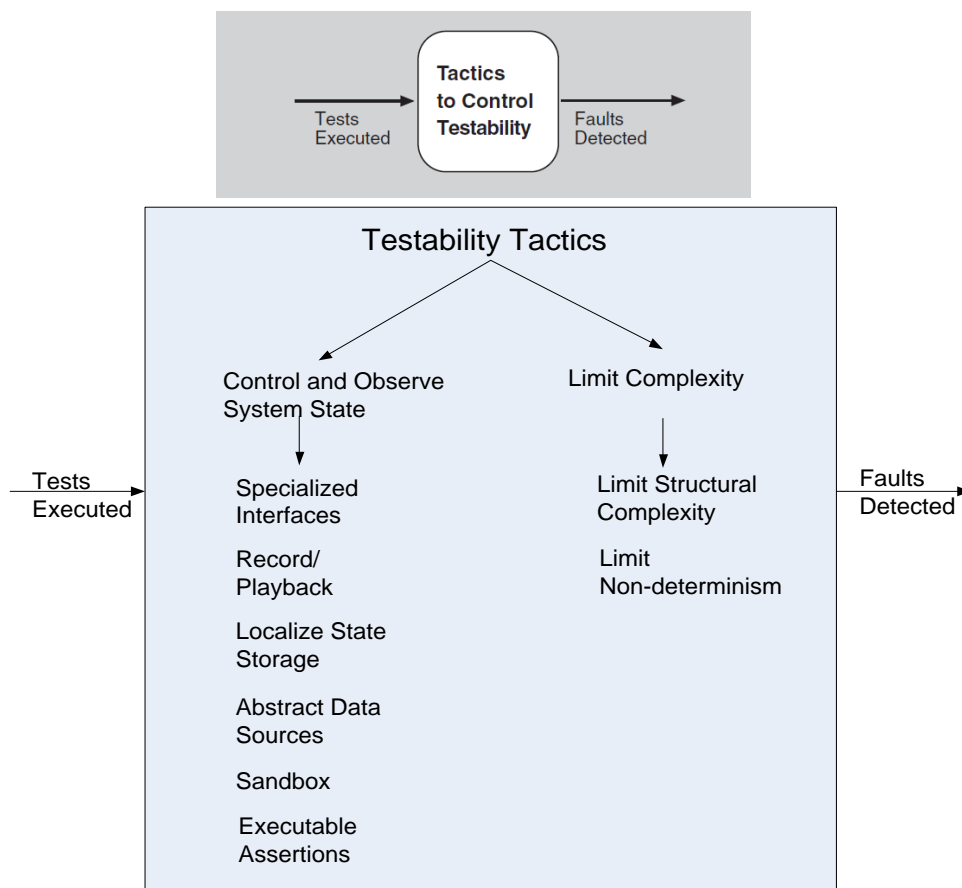 Tactics
to Control
Testability
Tests
Executed
Faults
Detected
Testability Tactics
Control and Observe
System State
Limit Complexity
Tests
Executed
Specialized
Interfaces
Record/
Playback
Localize State
Storage
Abstract Data
Sources
Sandbox
Executable
Assertions
Limit Structural
Complexity
Limit
Non-determinism
Faults
Detected